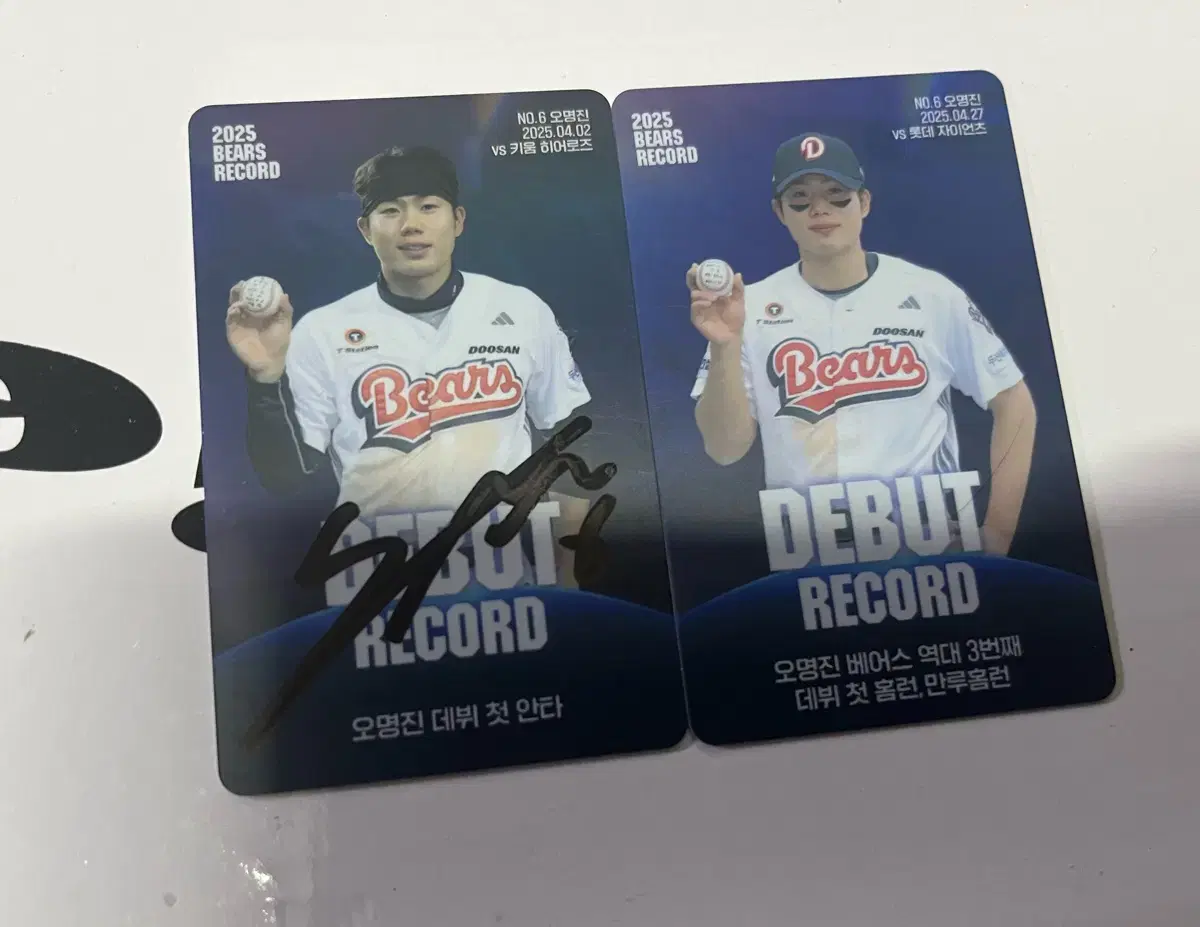 2025
BEARS
RECORD
NO.6 오명진
2025.04.02
vs 키움 히어로즈
DOOSAN
Bears
DEBUT
RECORD
오명진 데뷔 첫 안타
2025
BEARS
RECORD
NO.6 오명진
2025.04.27
vs 롯데 자이언츠
D
DOOSAN
Bears
DEBUT
RECORD
오명진 베어스 역대 3번째
데뷔 첫 홈런,만루홈런